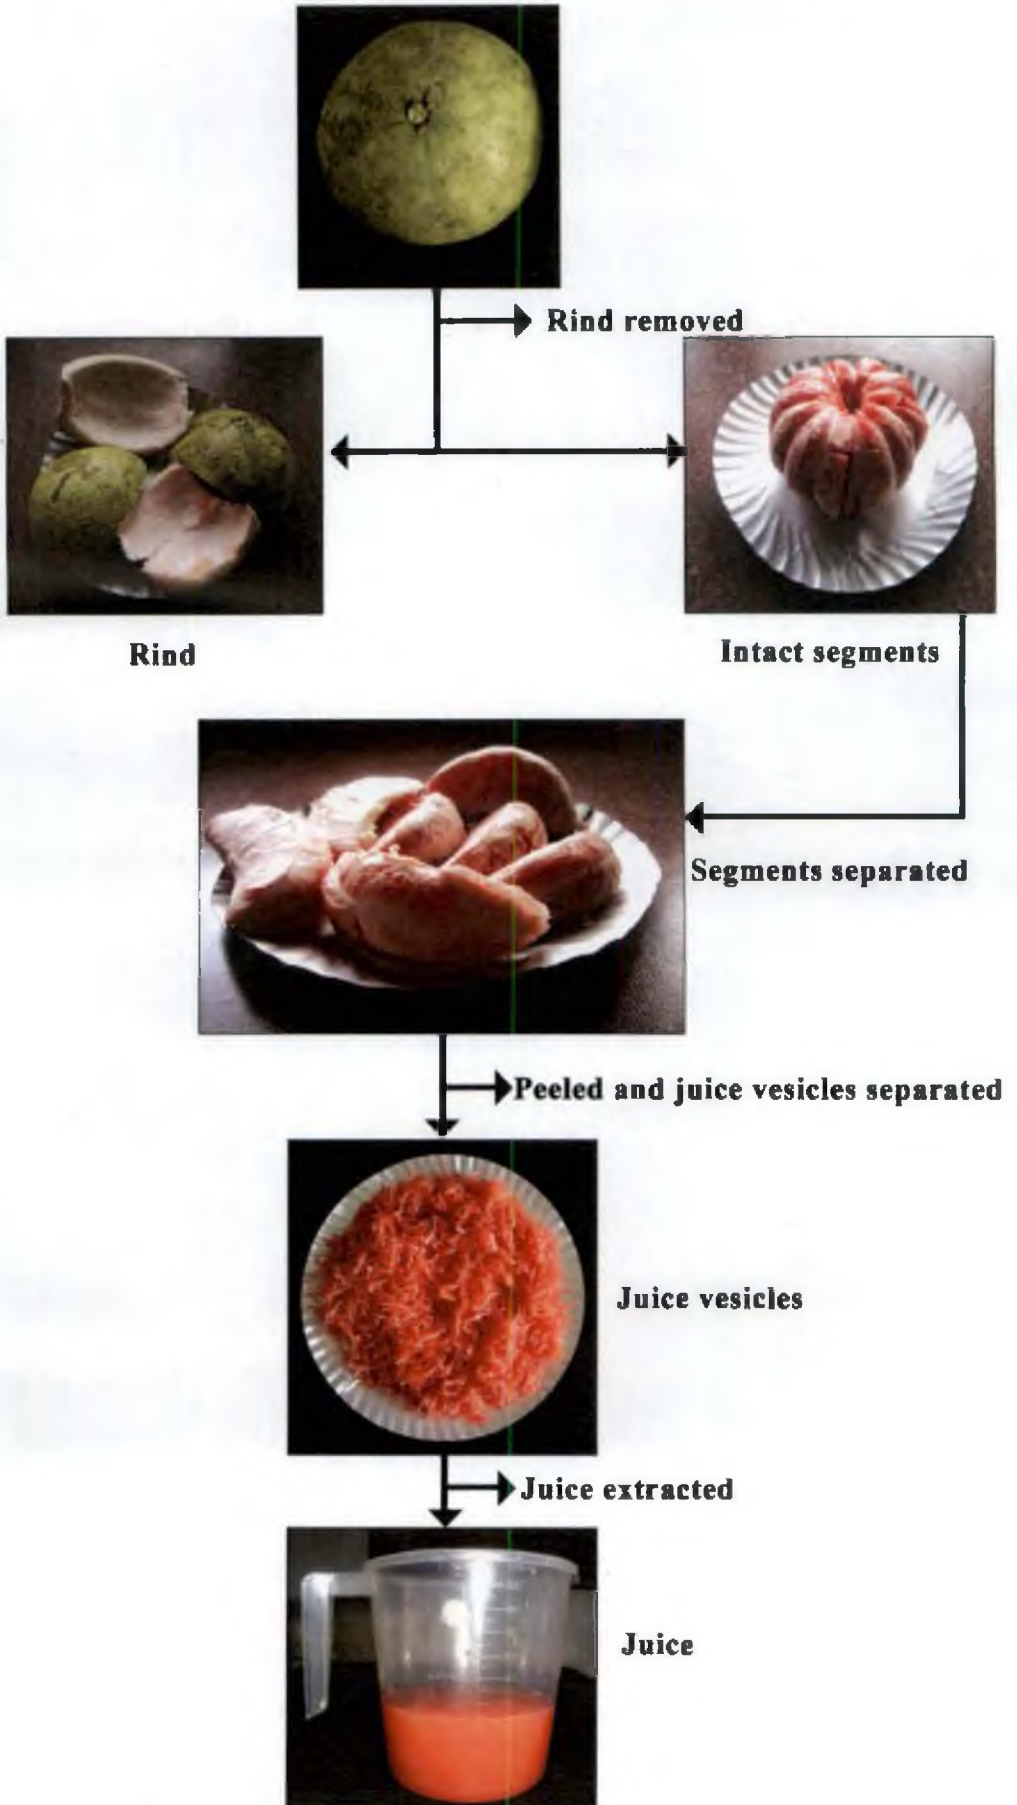 Rind removed
Rind
Intact segments
Segments separated
Peeled and juice vesicles separated
Juice vesicles
Juice extracted
Juice